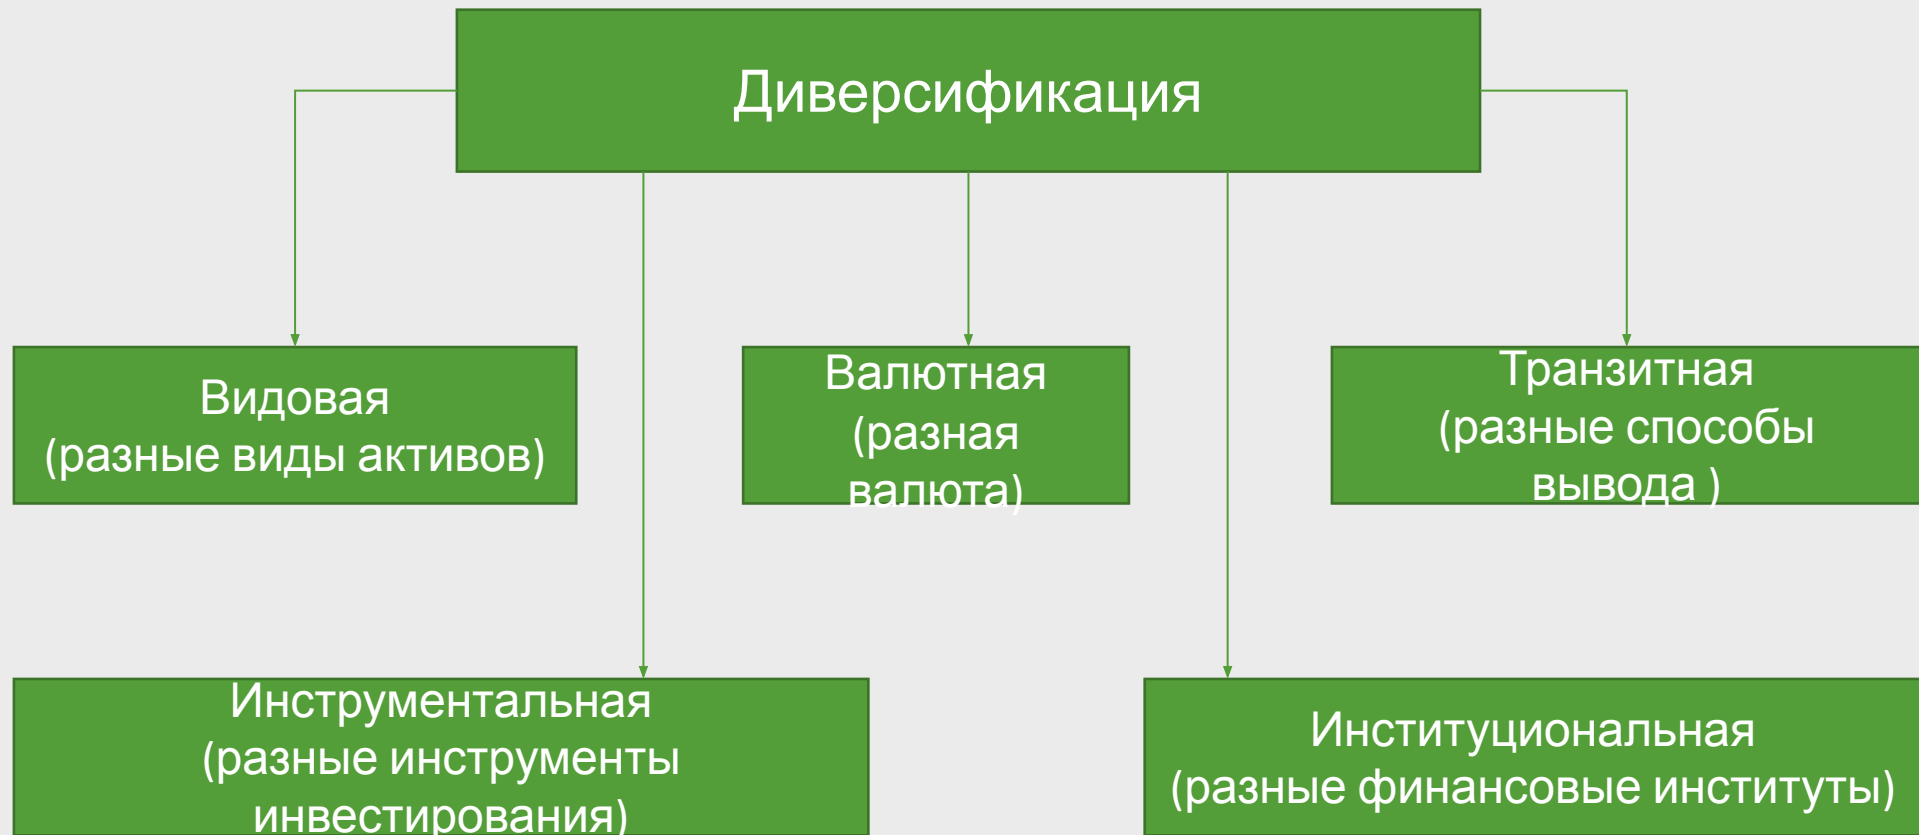 Диверсификация
Видовая
(разные виды активов)
Валютная
(разная
валюта)
Транзитная
(разные способы
вывода )
Инструментальная
(разные инструменты
инвестирования)
Институциональная
(разные финансовые институты)